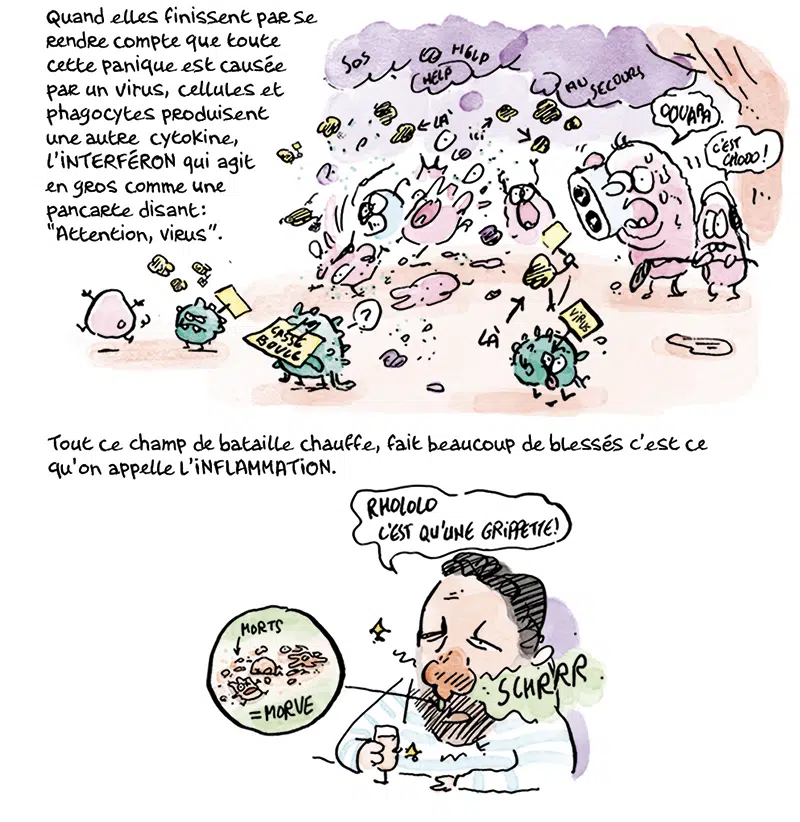 Quand elles finissent par se
rendre compte que toute
cette panique est causée
par un virus, cellules et
phagocytes produisent
une autre cytokine,
L'iNTERFÉRON qui agit
en gros comme une
pancarte disant:
"Attention, virus".
SOS
HELP
HELP
AU SECOURS
LÀ
ici
OUUAPA
C'EST
CHODO!
?
CASSE
BOULE
LÀ
ViRUS
Tout ce champ de bataille chauffe, fait beaucoup de blessés c'est ce
qu'on appelle L'iNFLAMMATION.
RHOLOLO
C'EST QU'UNE GRiPPETTE!
MORTS
=MORVE
SCHRRR